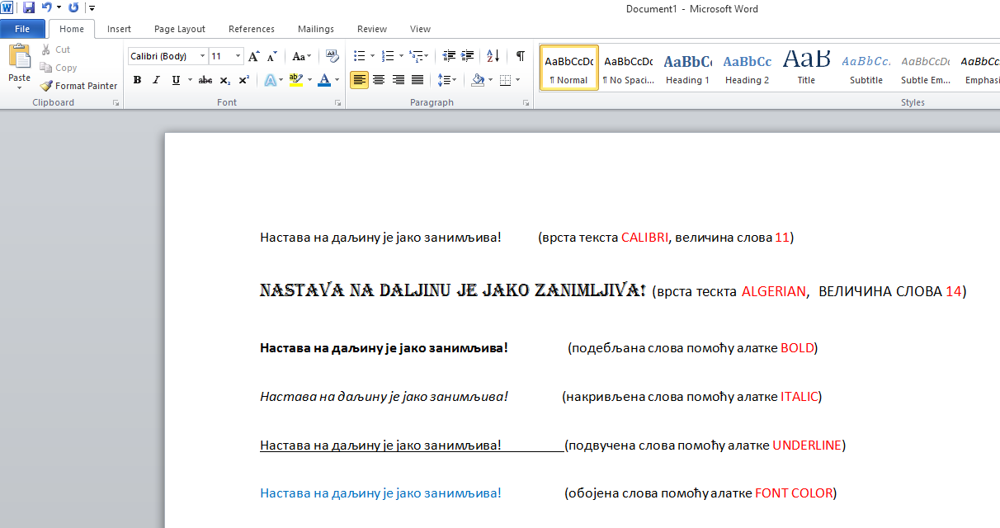 Document1 - Microsoft Word
File Home Insert Page Layout References Mailings Review View
Cut
Calibri (Body) 11 Aa AaBbCcDc AaBbCcDc AaBbCc AaBbCc AaB AaBbCc. AaBbCcDc AaBbCc
Copy
Paste
Format Painter B I U abc x₂ x² A ab A ¶ Normal ¶ No Spaci... Heading 1 Heading 2 Title Subtitle Subtle Em... Emphasi
Clipboard Font Paragraph Styles
Настава на даљину је јако занимљива! (врста текста CALIBRI, величина слова 11)
NASTAVA NA DALJINU JE JAKO ZANIMLJIVA! (врста тескта ALGERIAN, ВЕЛИЧИНА СЛОВА 14)
Настава на даљину је јако занимљива! (подебљана слова помоћу алатке BOLD)
Настава на даљину је јако занимљива! (накривљена слова помоћу алатке ITALIC)
Настава на даљину је јако занимљива! (подвучена слова помоћу алатке UNDERLINE)
Настава на даљину је јако занимљива! (обојена слова помоћу алатке FONT COLOR)